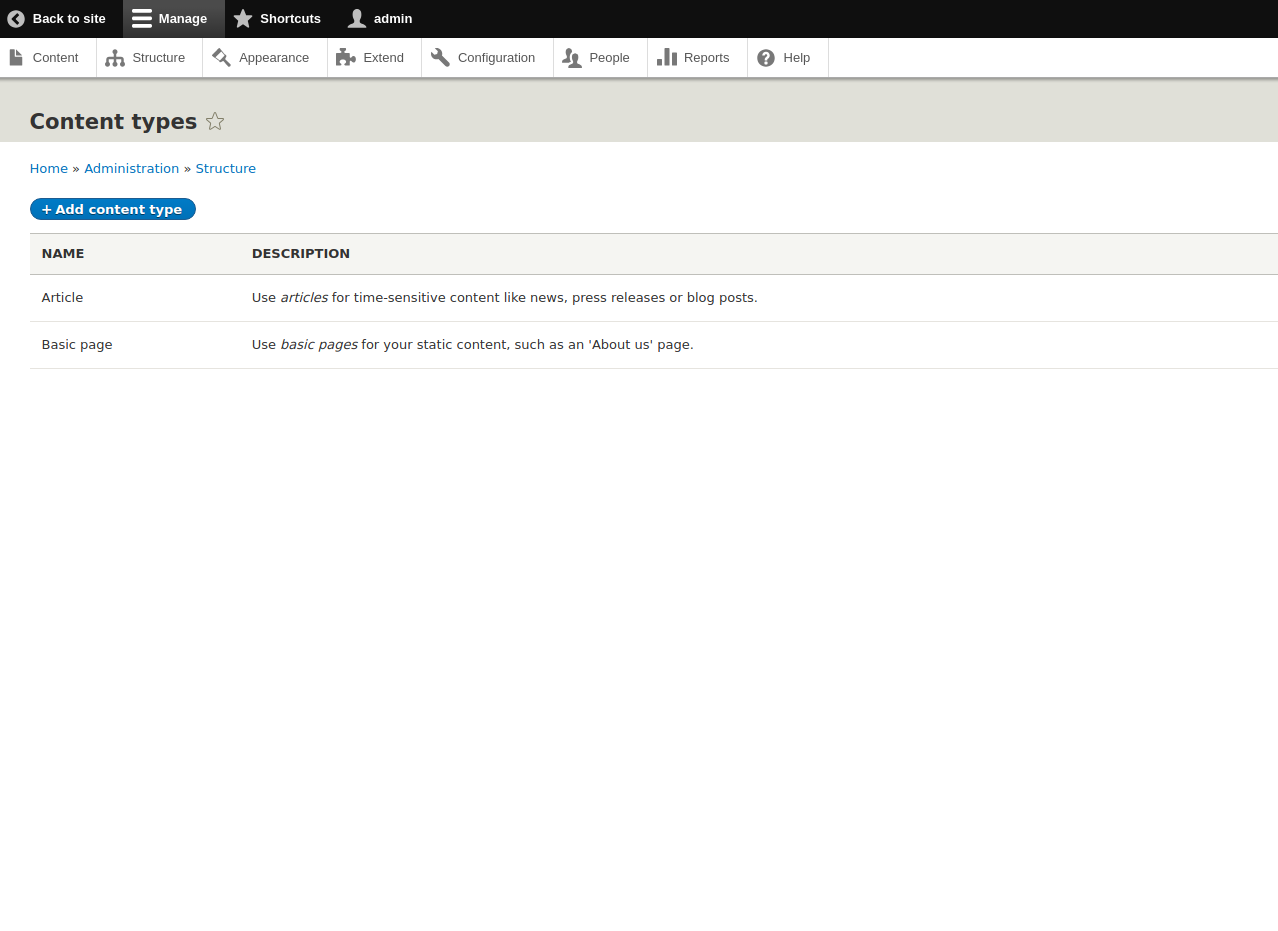 Back to site Manage Shortcuts admin
Content Structure Appearance Extend Configuration People Reports Help
Content types
Home » Administration » Structure
+ Add content type
NAME DESCRIPTION
Article Use articles for time-sensitive content like news, press releases or blog posts.
Basic page Use basic pages for your static content, such as an 'About us' page.